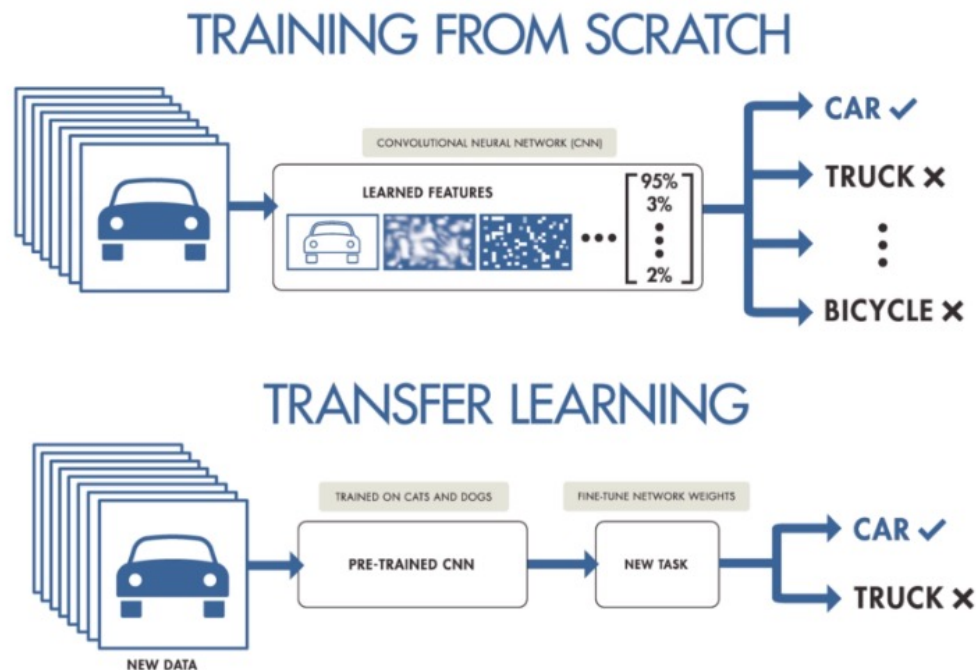 TRAINING FROM SCRATCH
CONVOLUTIONAL NEURAL NETWORK (CNN)
LEARNED FEATURES
95%
3%
2%
CAR ✓
TRUCK ×
BICYCLE ×
TRANSFER LEARNING
TRAINED ON CATS AND DOGS
FINE-TUNE NETWORK WEIGHTS
PRE-TRAINED CNN
NEW TASK
CAR ✓
TRUCK ×
NEW DATA